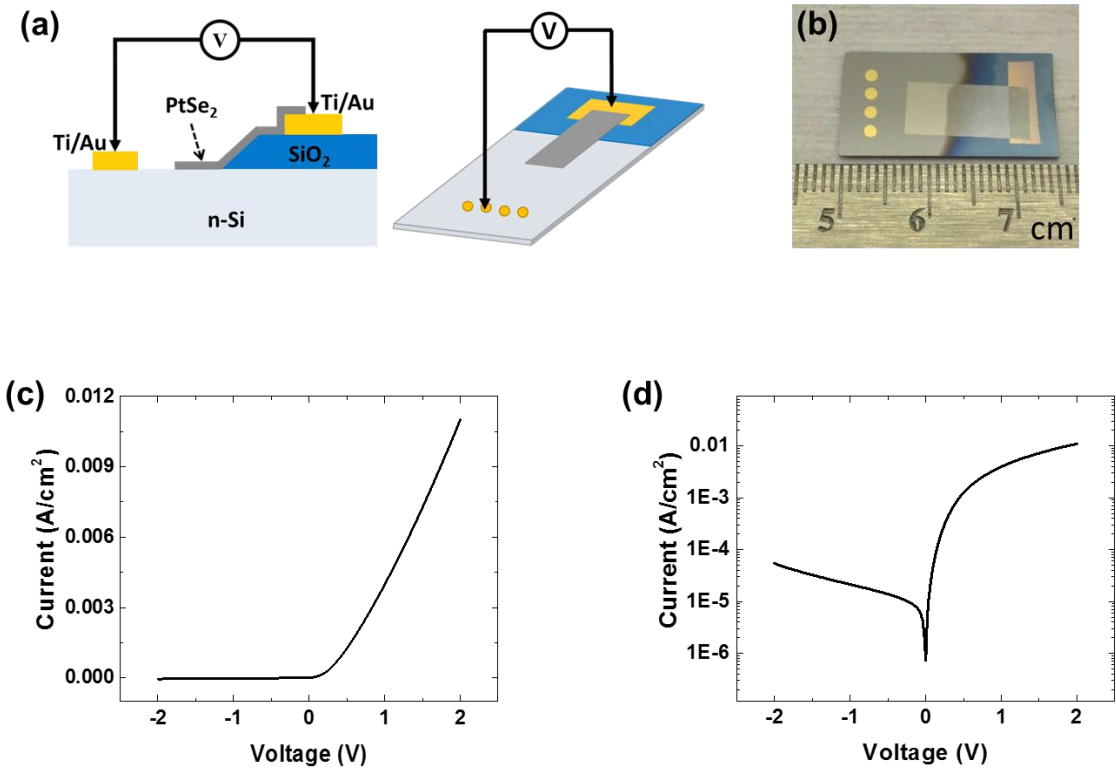 (a)
V
Ti/Au
PtSe₂
Ti/Au
SiO₂
n-Si
V
(b)
5 6 7 cm
(c)
Current (A/cm²)
0.012
0.009
0.006
0.003
0.000
-2 -1 0 1 2
Voltage (V)
(d)
Current (A/cm²)
0.01
1E-3
1E-4
1E-5
1E-6
-2 -1 0 1 2
Voltage (V)